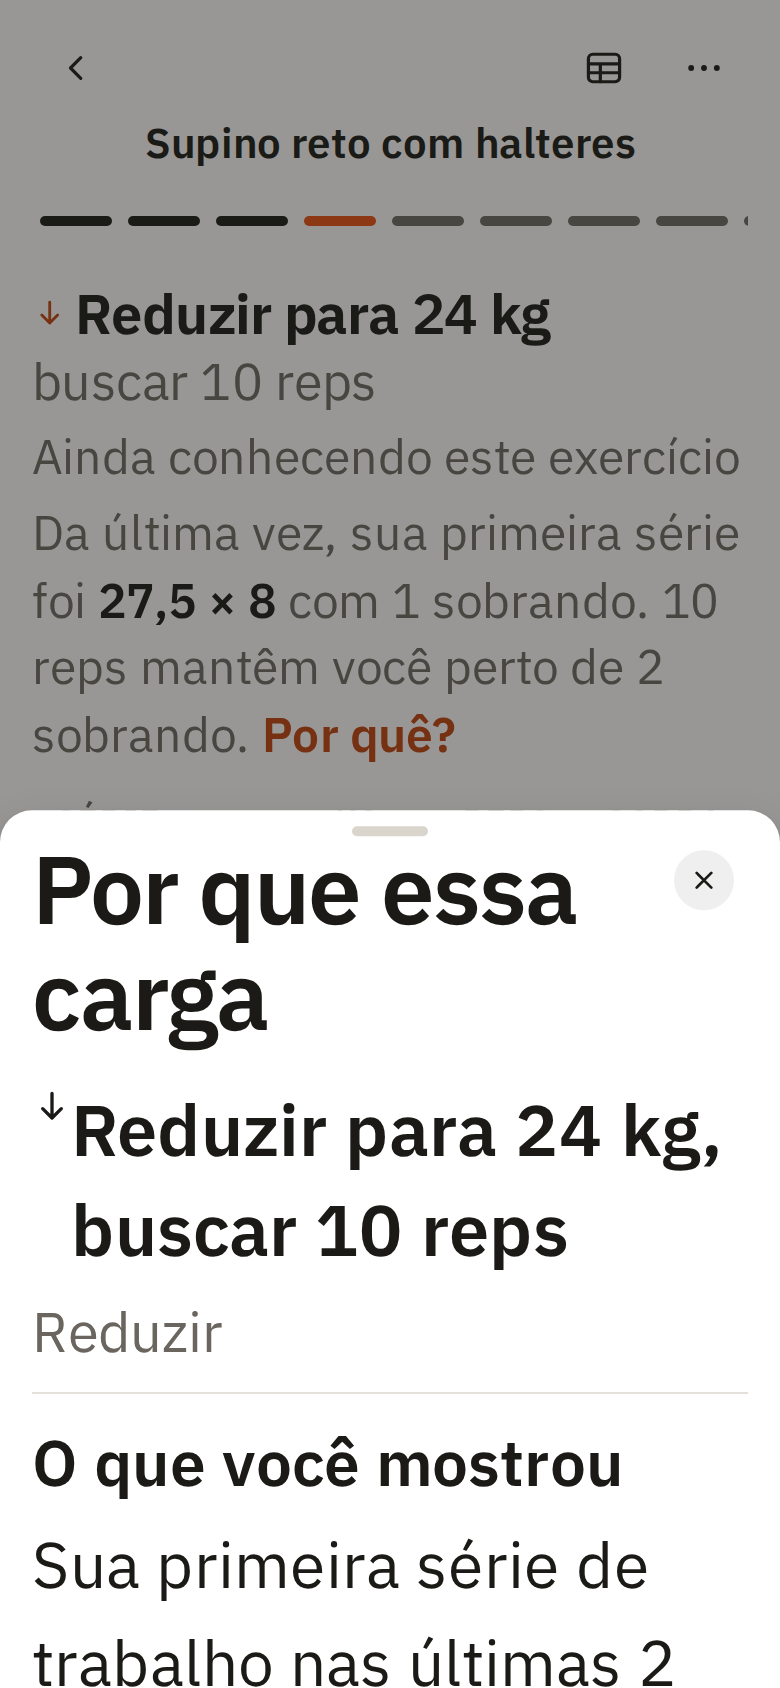 Supino reto com halteres
↓ Reduzir para 24 kg
buscar 10 reps
Ainda conhecendo este exercício
Da última vez, sua primeira série
foi 27,5 × 8 com 1 sobrando. 10
reps mantêm você perto de 2
sobrando. Por quê?
Por que essa
carga
↓ Reduzir para 24 kg,
buscar 10 reps
Reduzir
O que você mostrou
Sua primeira série de
trabalho nas últimas 2